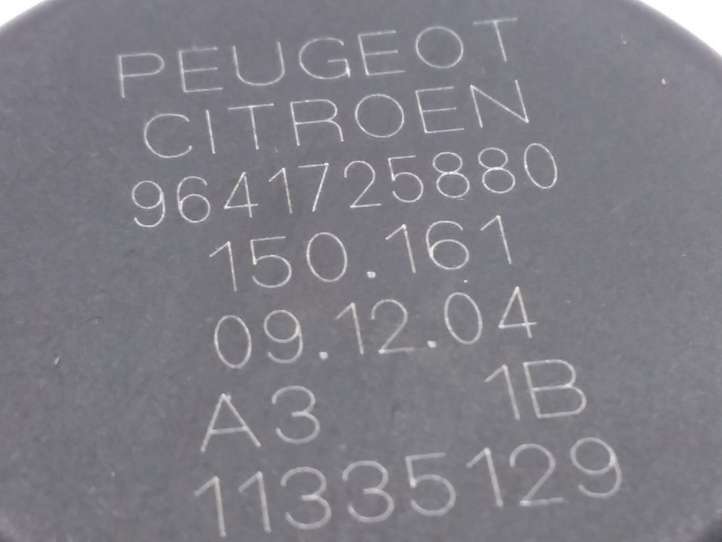 PEUGEOT
CITROEN
9641725880
150.161
09.12.04
A3 1B
11335129